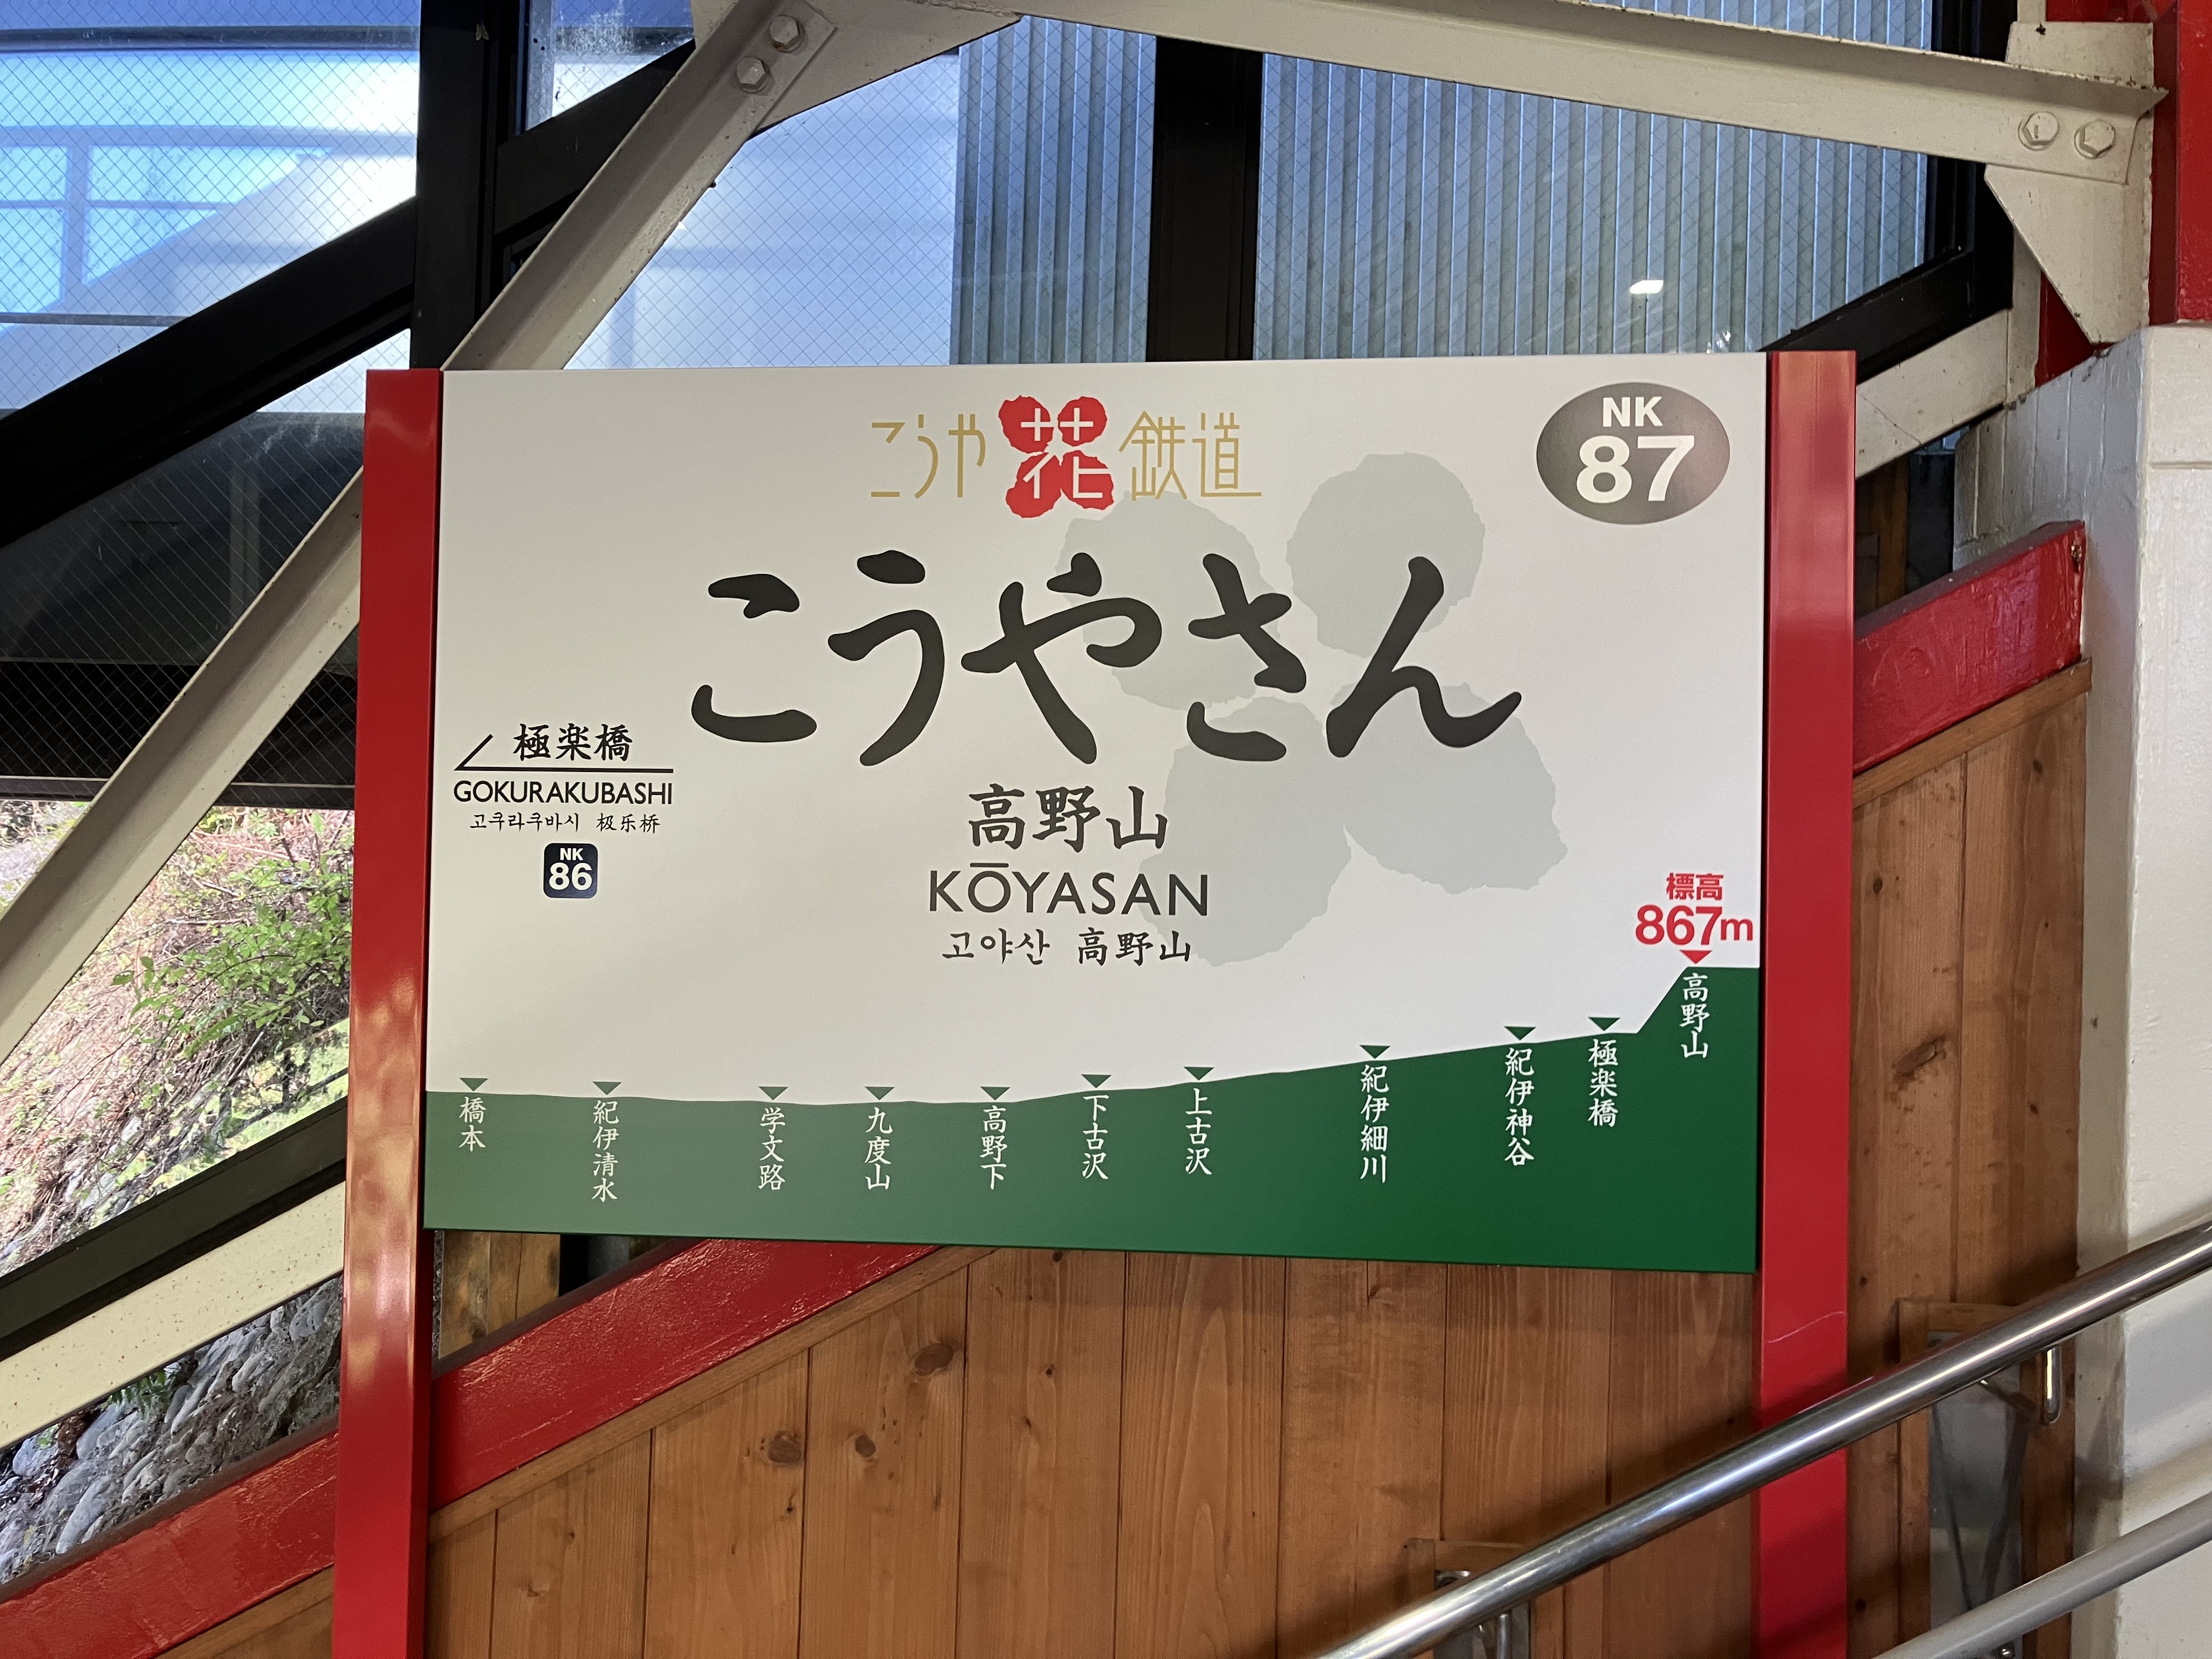 こうや花鉄道
NK
87
こうやさん
高野山
KŌYASAN
고야산 高野山
極楽橋
GOKURAKUBASHI
고쿠라쿠바시 极乐桥
NK
86
標高
867m
橋本
紀伊清水
学文路
九度山
高野下
下古沢
上古沢
紀伊細川
紀伊神谷
極楽橋
高野山